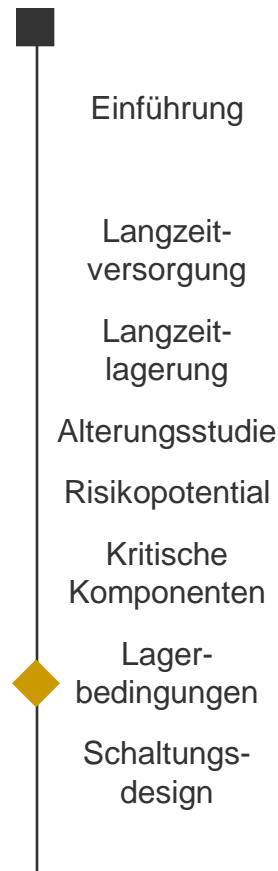 Einführung
Langzeit-
versorgung
Langzeit-
lagerung
Alterungsstudie
Risikopotential
Kritische
Komponenten
Lager-
bedingungen
Schaltungs-
design